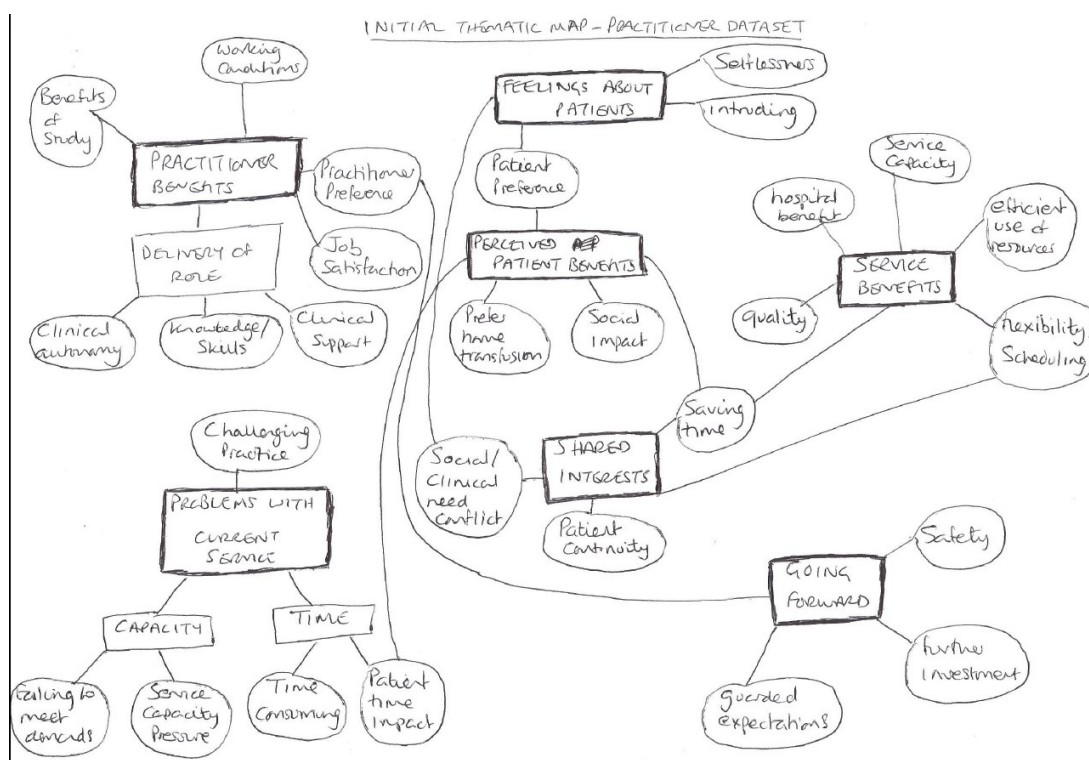 INITIAL THEMATIC MAP - PRACTITIONER DATASET
Working
Conditions
Benefits
of
Study
PRACTITIONER
BENEFITS
Practitioner
Preference
DELIVERY OF
ROLE
Job
Satisfaction
Clinical
autonomy
Knowledge/
Skills
Clinical
Support
FEELINGS ABOUT
PATIENTS
Selflessness
intruding
Patient
Preference
PERCEIVED
PATIENT BENEFITS
Prefer
home
transfusion
Social
Impact
Service
Capacity
hospital
benefit
efficient
use of
resources
SERVICE
BENEFITS
quality
flexibility
Scheduling
Saving
time
SHARED
INTERESTS
Social/
Clinical
need
conflict
Patient
Continuity
Challenging
Practice
PROBLEMS WITH
CURRENT
SERVICE
CAPACITY
TIME
Failing to
meet
demands
Service
Capacity
Pressure
Time
Consuming
Patient
time
impact
GOING
FORWARD
Safety
further
investment
guarded
expectations